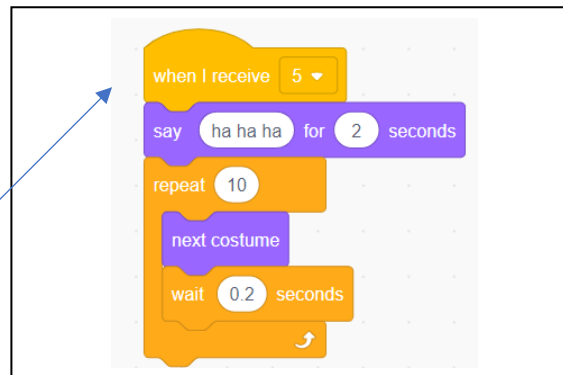 when I receive 5
say ha ha ha for 2 seconds
repeat 10
next costume
wait 0.2 seconds